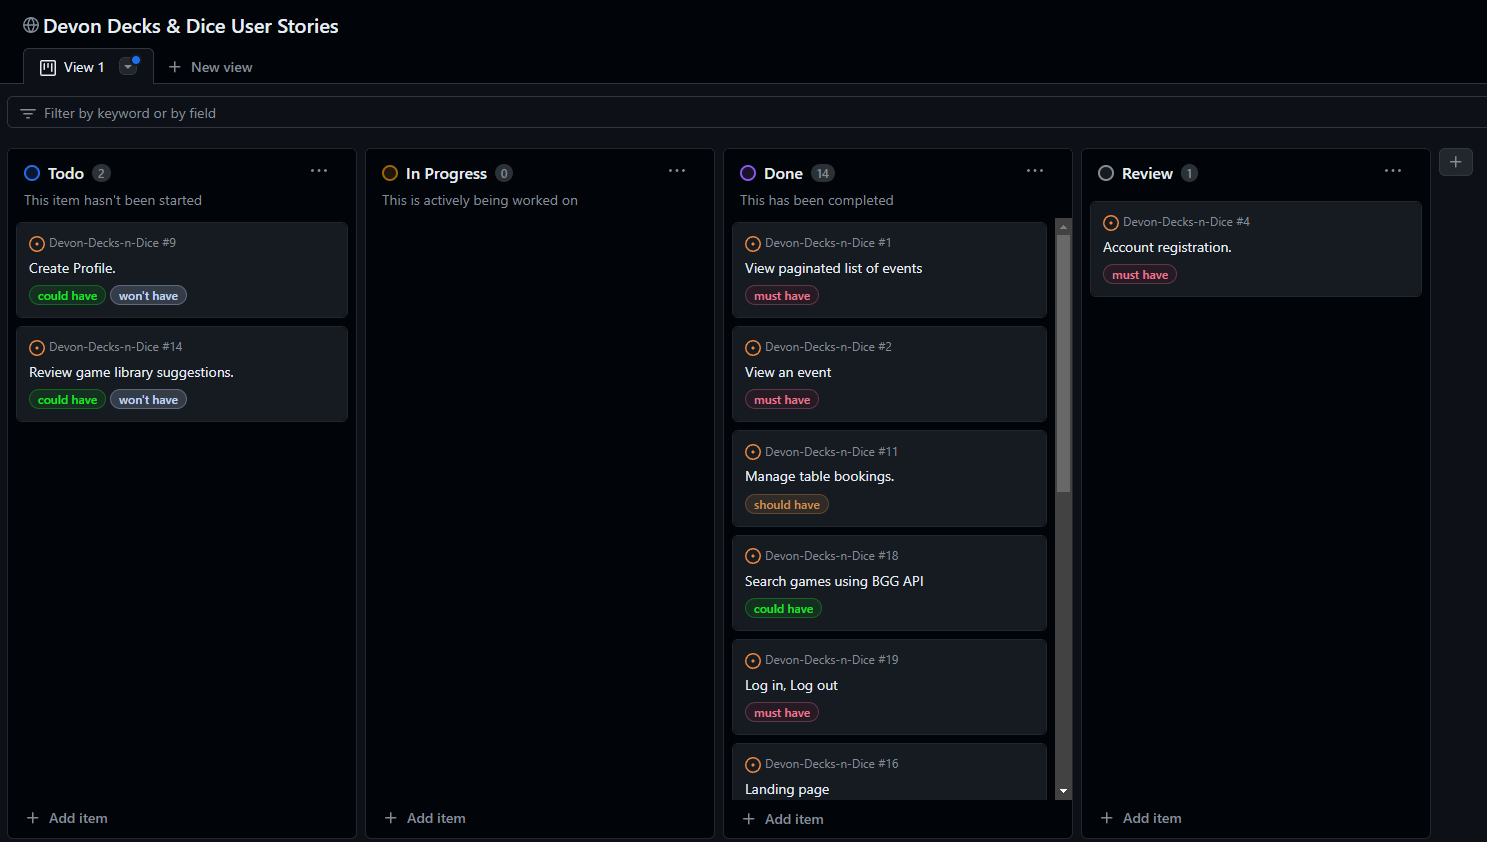 Devon Decks & Dice User Stories
View 1
New view
Filter by keyword or by field
Todo 2
This item hasn't been started
Devon-Decks-n-Dice #9
Create Profile.
could have won't have
Devon-Decks-n-Dice #14
Review game library suggestions.
could have won't have
Add item
In Progress 0
This is actively being worked on
Add item
Done 14
This has been completed
Devon-Decks-n-Dice #1
View paginated list of events
must have
Devon-Decks-n-Dice #2
View an event
must have
Devon-Decks-n-Dice #11
Manage table bookings.
should have
Devon-Decks-n-Dice #18
Search games using BGG API
could have
Devon-Decks-n-Dice #19
Log in, Log out
must have
Devon-Decks-n-Dice #16
Landing page
Add item
Review 1
Devon-Decks-n-Dice #4
Account registration.
must have
Add item